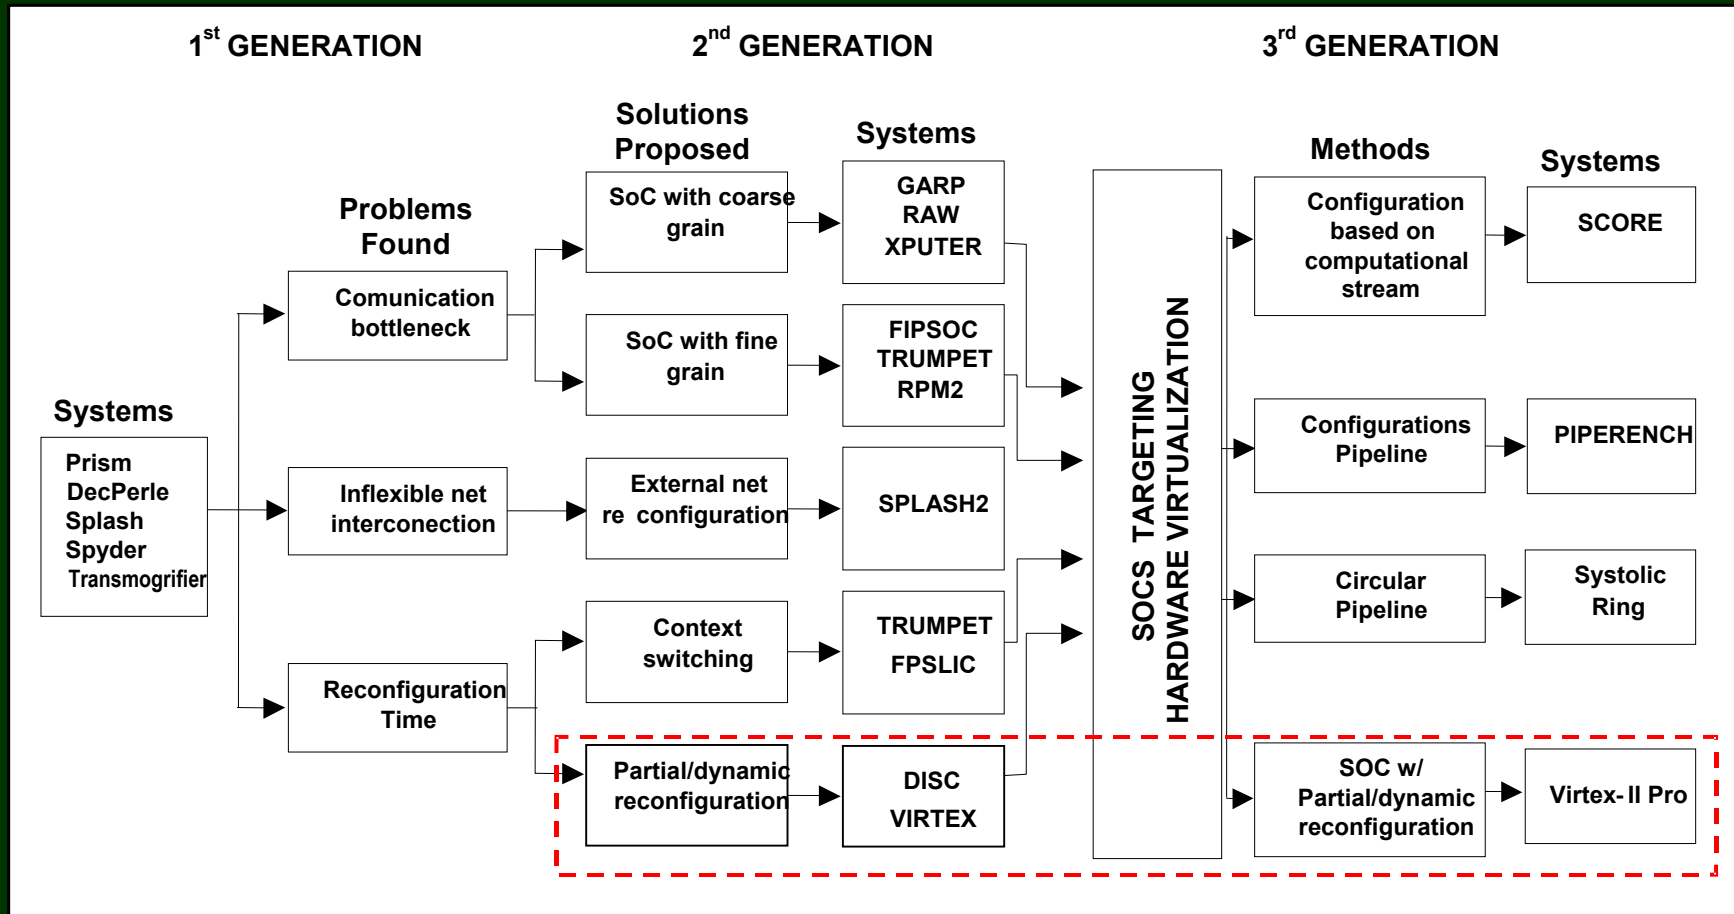 1st GENERATION
2nd GENERATION
3rd GENERATION
Systems
Prism
DecPerle
Splash
Spyder
Transmogrifier
Problems
Found
Comunication
bottleneck
Inflexible net
interconection
Reconfiguration
Time
Solutions
Proposed
SoC with coarse
grain
SoC with fine
grain
External net
re configuration
Context
switching
Partial/dynamic
reconfiguration
Systems
GARP
RAW
XPUTER
FIPSOC
TRUMPET
RPM2
SPLASH2
TRUMPET
FPSLIC
DISC
VIRTEX
SOCS TARGETING
HARDWARE VIRTUALIZATION
Methods
Configuration
based on
computational
stream
Configurations
Pipeline
Circular
Pipeline
SOC w/
Partial/dynamic
reconfiguration
Systems
SCORE
PIPERENCH
Systolic
Ring
Virtex-II Pro